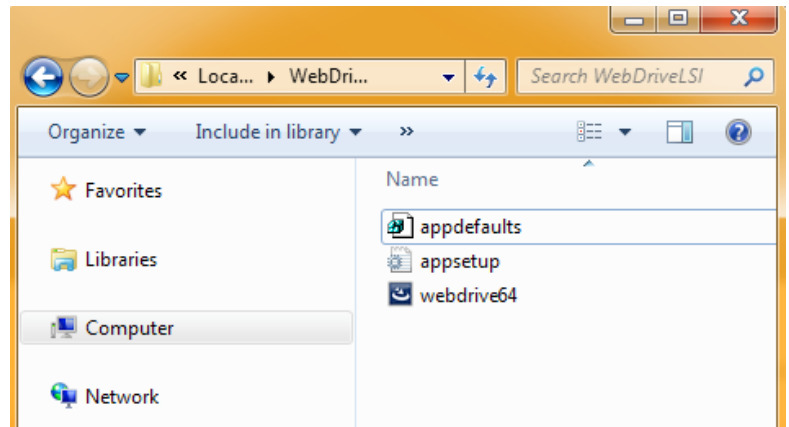 « Loca... ▸ WebDri... Search WebDriveLSI
Organize Include in library »
Favorites
Libraries
Computer
Network
Name
appdefaults
appsetup
webdrive64